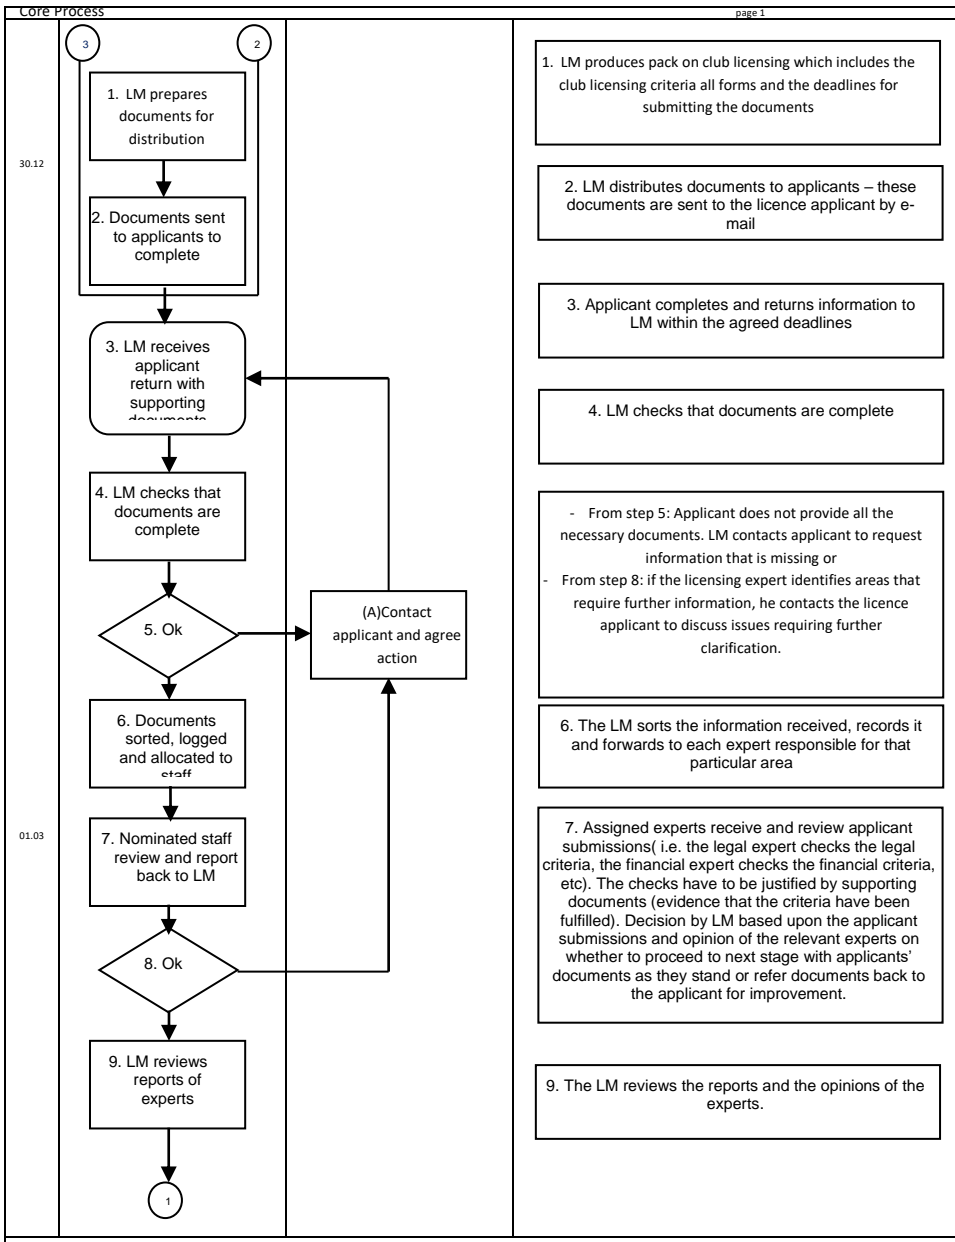 Core Process
page 1
3
2
1. LM prepares
documents for
distribution
30.12
2. Documents sent
to applicants to
complete
3. LM receives
applicant
return with
supporting
documents
4. LM checks that
documents are
complete
5. Ok
(A)Contact
applicant and agree
action
6. Documents
sorted, logged
and allocated to
staff
01.03
7. Nominated staff
review and report
back to LM
8. Ok
9. LM reviews
reports of
experts
1
1. LM produces pack on club licensing which includes the
club licensing criteria all forms and the deadlines for
submitting the documents
2. LM distributes documents to applicants – these
documents are sent to the licence applicant by e-
mail
3. Applicant completes and returns information to
LM within the agreed deadlines
4. LM checks that documents are complete
- From step 5: Applicant does not provide all the
necessary documents. LM contacts applicant to request
information that is missing or
- From step 8: if the licensing expert identifies areas that
require further information, he contacts the licence
applicant to discuss issues requiring further
clarification.
6. The LM sorts the information received, records it
and forwards to each expert responsible for that
particular area
7. Assigned experts receive and review applicant
submissions( i.e. the legal expert checks the legal
criteria, the financial expert checks the financial criteria,
etc). The checks have to be justified by supporting
documents (evidence that the criteria have been
fulfilled). Decision by LM based upon the applicant
submissions and opinion of the relevant experts on
whether to proceed to next stage with applicants’
documents as they stand or refer documents back to
the applicant for improvement.
9. The LM reviews the reports and the opinions of the
experts.